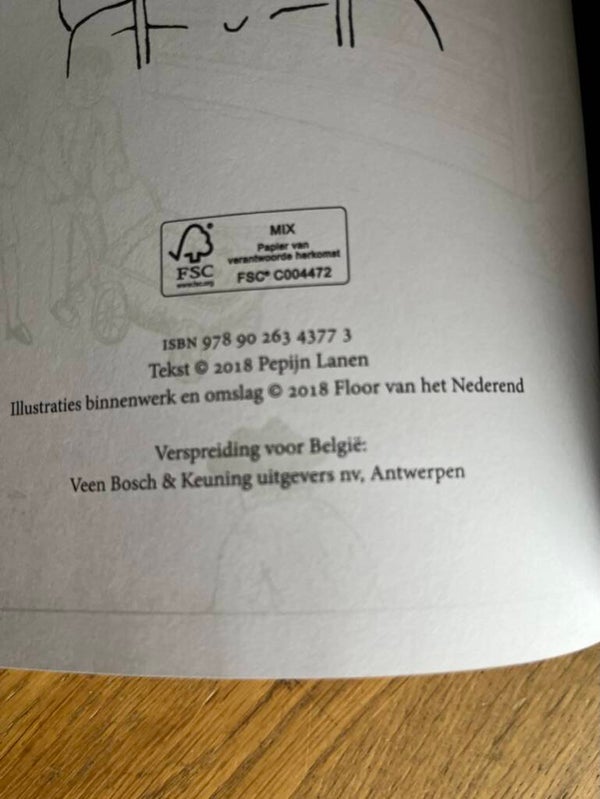 MIX
Papier van
verantwoorde herkomst
FSC® C004472
FSC
www.fsc.org
ISBN 978 90 263 4377 3
Tekst © 2018 Pepijn Lanen
Illustraties binnenwerk en omslag © 2018 Floor van het Nederend
Verspreiding voor België:
Veen Bosch & Keuning uitgevers nv, Antwerpen